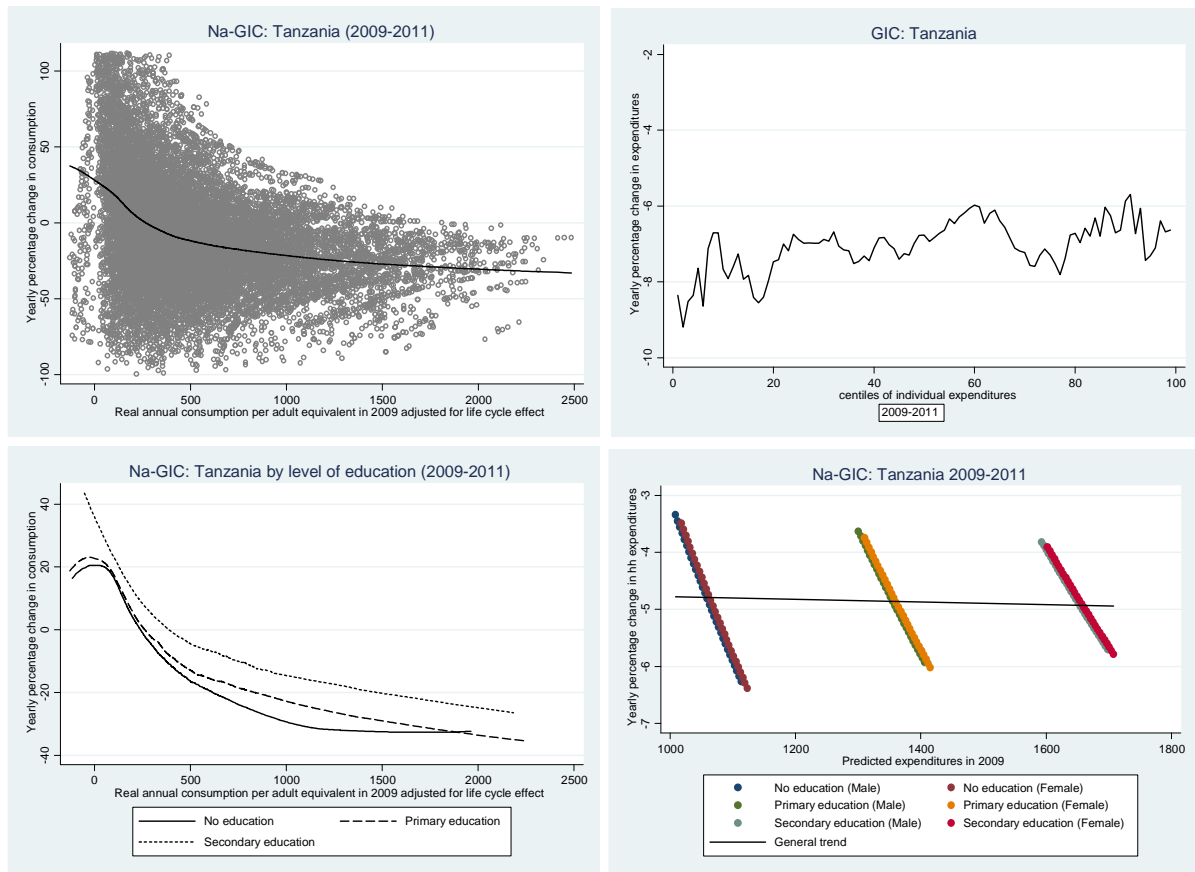 Na-GIC: Tanzania (2009-2011)
Yearly percentage change in consumption
100
50
0
-50
-100
0 500 1000 1500 2000 2500
Real annual consumption per adult equivalent in 2009 adjusted for life cycle effect
GIC: Tanzania
Yearly percentage change in expenditures
-2
-4
-6
-8
-10
0 20 40 60 80 100
centiles of individual expenditures
2009-2011
Na-GIC: Tanzania by level of education (2009-2011)
Yearly percentage change in consumption
40
20
0
-20
-40
0 500 1000 1500 2000 2500
Real annual consumption per adult equivalent in 2009 adjusted for life cycle effect
No education Primary education
Secondary education
Na-GIC: Tanzania 2009-2011
Yearly percentage change in hh expenditures
-3
-4
-5
-6
-7
1000 1200 1400 1600 1800
Predicted expenditures in 2009
No education (Male) No education (Female)
Primary education (Male) Primary education (Female)
Secondary education (Male) Secondary education (Female)
General trend